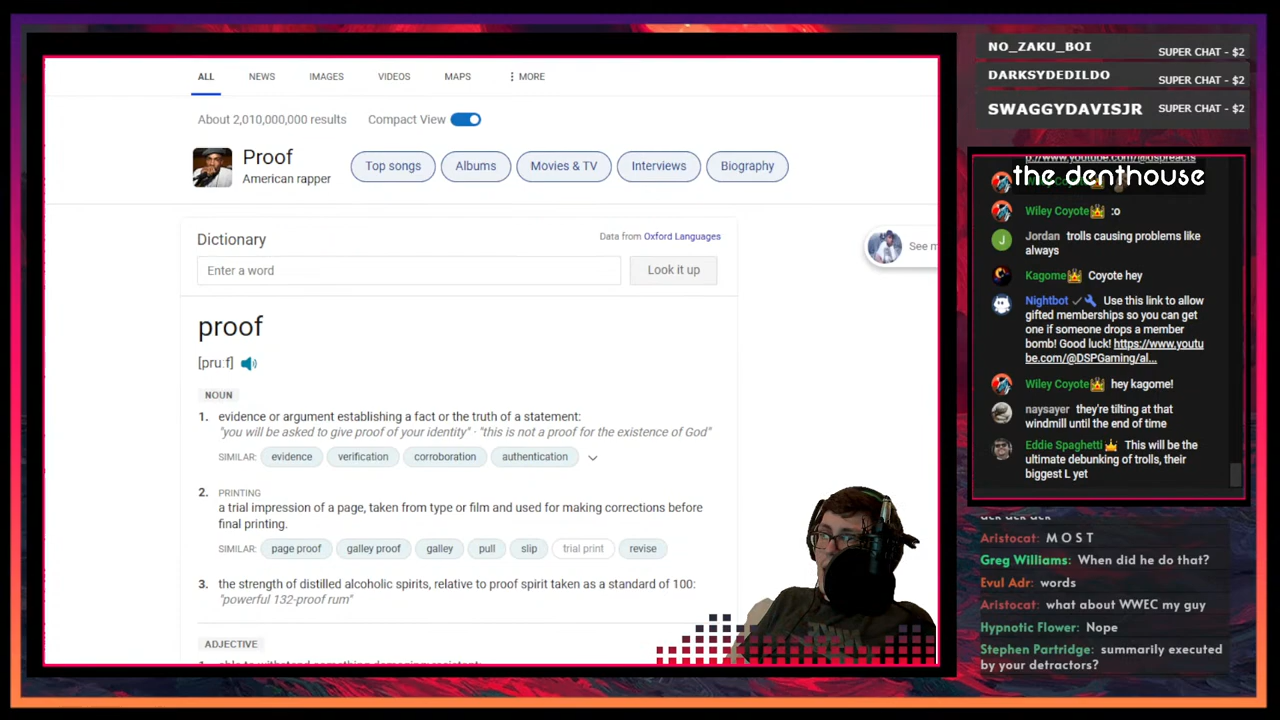 ALL
NEWS
IMAGES
VIDEOS
MAPS
MORE
About 2,010,000,000 results
Compact View
Proof
American rapper
Top songs
Albums
Movies & TV
Interviews
Biography
Dictionary
Data from Oxford Languages
Enter a word
Look it up
See m
proof
[pruːf]
NOUN
1. evidence or argument establishing a fact or the truth of a statement:
"you will be asked to give proof of your identity" · "this is not a proof for the existence of God"
SIMILAR: evidence verification corroboration authentication
2. PRINTING
a trial impression of a page, taken from type or film and used for making corrections before
final printing.
SIMILAR: page proof galley proof galley pull slip trial print revise
3. the strength of distilled alcoholic spirits, relative to proof spirit taken as a standard of 100:
"powerful 132-proof rum"
ADJECTIVE
NO_ZAKU_BOI SUPER CHAT - $2
DARKSYDEDILDO SUPER CHAT - $2
SWAGGYDAVISJR SUPER CHAT - $2
p://www.youtube.com/@dspreacts
the denthouse
Wiley Coyote :o
Jordan trolls causing problems like
always
Kagome Coyote hey
Nightbot Use this link to allow
gifted memberships so you can get
one if someone drops a member
bomb! Good luck! https://www.youtu
be.com/@DSPGaming/al...
Wiley Coyote hey kagome!
naysayer they're tilting at that
windmill until the end of time
Eddie Spaghetti This will be the
ultimate debunking of trolls, their
biggest L yet
Aristocat: M O S T
Greg Williams: When did he do that?
Evul Adr: words
Aristocat: what about WWEC my guy
Hypnotic Flower: Nope
Stephen Partridge: summarily executed
by your detractors?